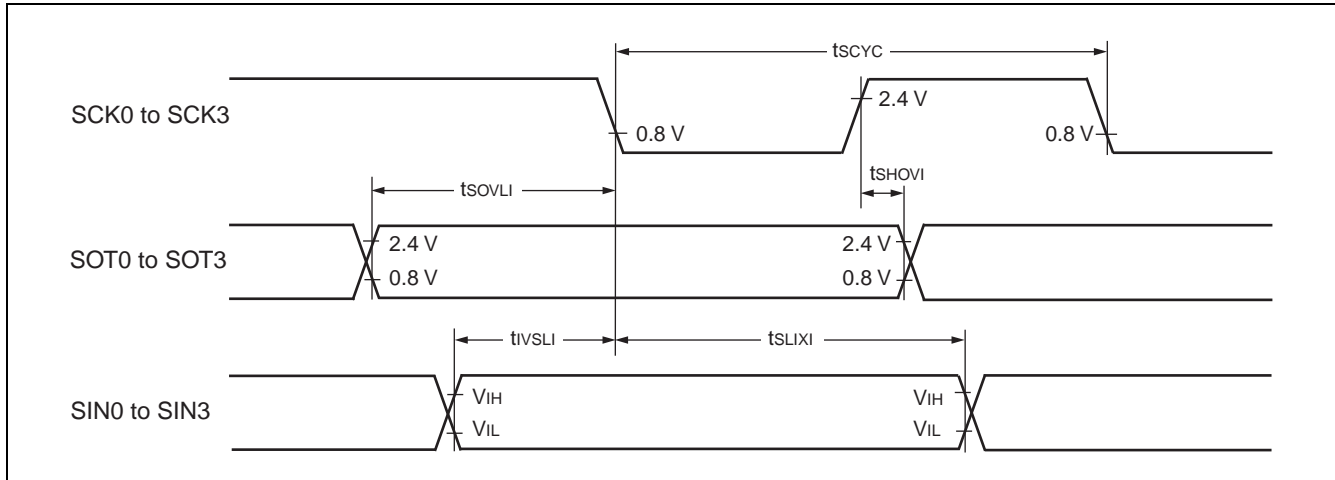 tSCYC
SCK0 to SCK3
2.4 V
0.8 V
0.8 V
tSHOVI
tSOVLI
SOT0 to SOT3
2.4 V
2.4 V
0.8 V
0.8 V
tIVSLI
tSLIXI
SIN0 to SIN3
VIH
VIH
VIL
VIL